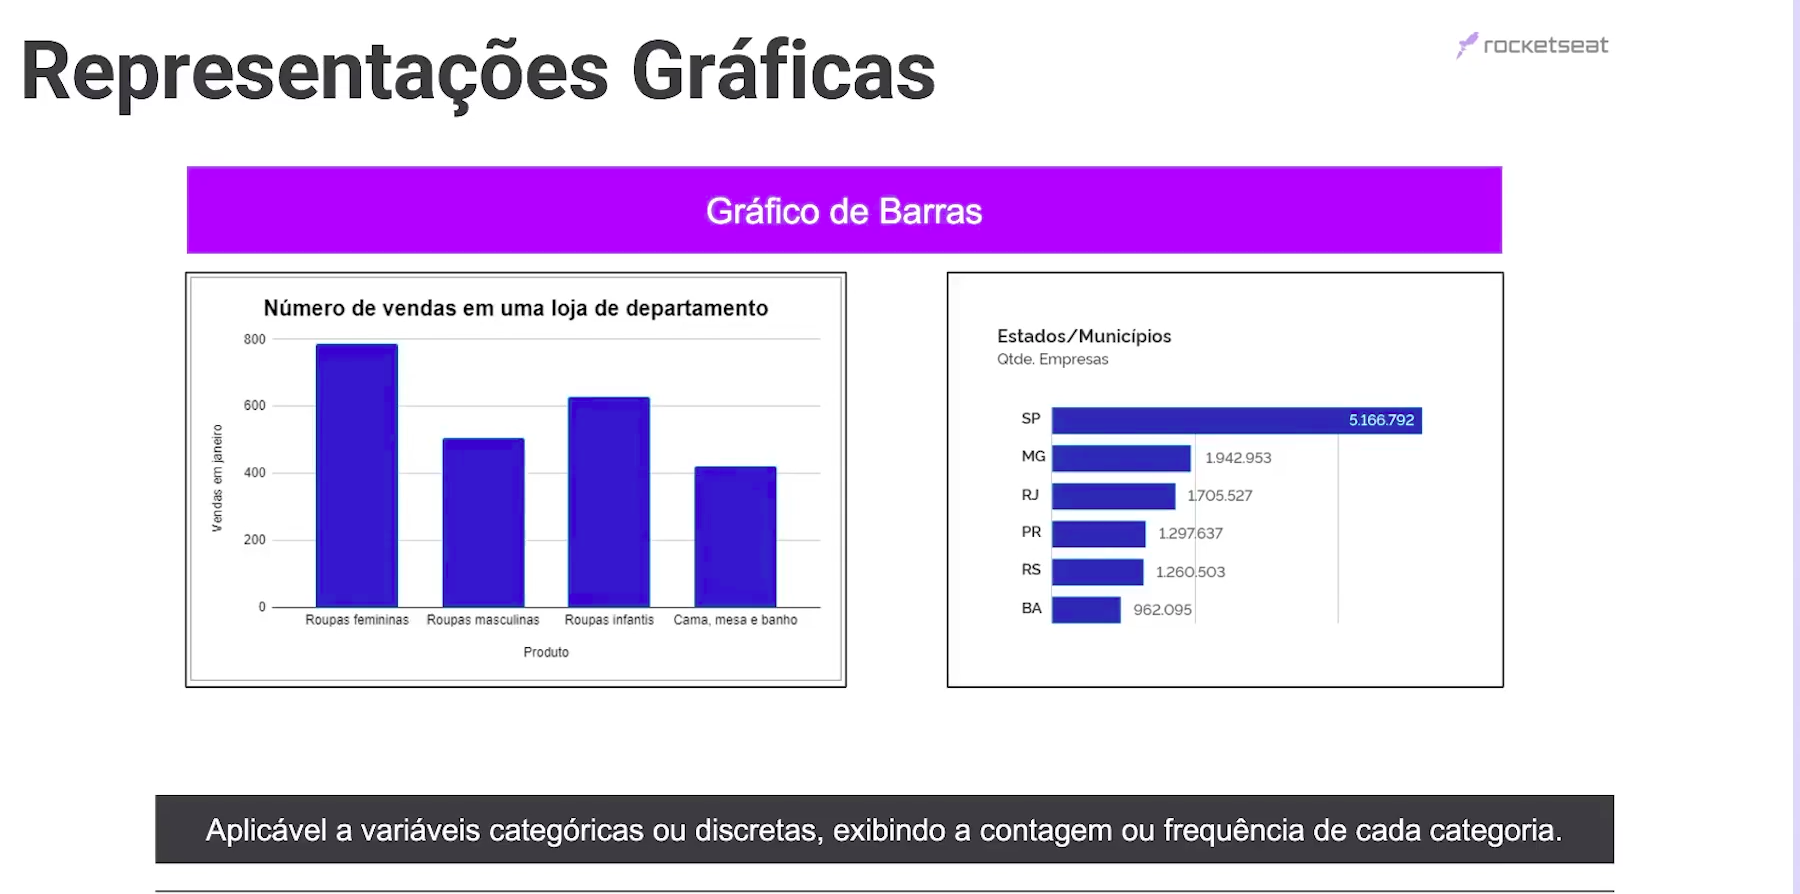 Representações Gráficas
rocketseat
Gráfico de Barras
Número de vendas em uma loja de departamento
800
600
400
200
0
Vendas em janeiro
Roupas femininas
Roupas masculinas
Roupas infantis
Cama, mesa e banho
Produto
Estados/Municípios
Qtde. Empresas
SP 5.166.792
MG 1.942.953
RJ 1.705.527
PR 1.297.637
RS 1.260.503
BA 962.095
Aplicável a variáveis categóricas ou discretas, exibindo a contagem ou frequência de cada categoria.